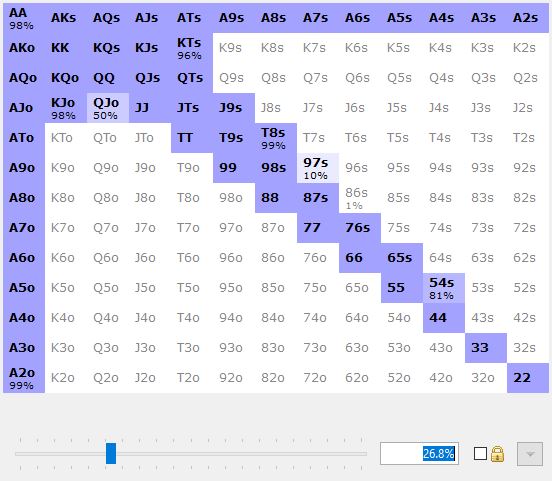 AA AKs AQs AJs ATs A9s A8s A7s A6s A5s A4s A3s A2s
98%
AKo KK KQs KJs KTs K9s K8s K7s K6s K5s K4s K3s K2s
96%
AQo KQo QQ QJs QTs Q9s Q8s Q7s Q6s Q5s Q4s Q3s Q2s
AJo KJo QJo JJ JTs J9s J8s J7s J6s J5s J4s J3s J2s
98% 50%
ATo KTo QTo JTo TT T9s T8s T7s T6s T5s T4s T3s T2s
99%
A9o K9o Q9o J9o T9o 99 98s 97s 96s 95s 94s 93s 92s
10%
A8o K8o Q8o J8o T8o 98o 88 87s 86s 85s 84s 83s 82s
1%
A7o K7o Q7o J7o T7o 97o 87o 77 76s 75s 74s 73s 72s
A6o K6o Q6o J6o T6o 96o 86o 76o 66 65s 64s 63s 62s
A5o K5o Q5o J5o T5o 95o 85o 75o 65o 55 54s 53s 52s
81%
A4o K4o Q4o J4o T4o 94o 84o 74o 64o 54o 44 43s 42s
A3o K3o Q3o J3o T3o 93o 83o 73o 63o 53o 43o 33 32s
A2o K2o Q2o J2o T2o 92o 82o 72o 62o 52o 42o 32o 22
99%
26.8%